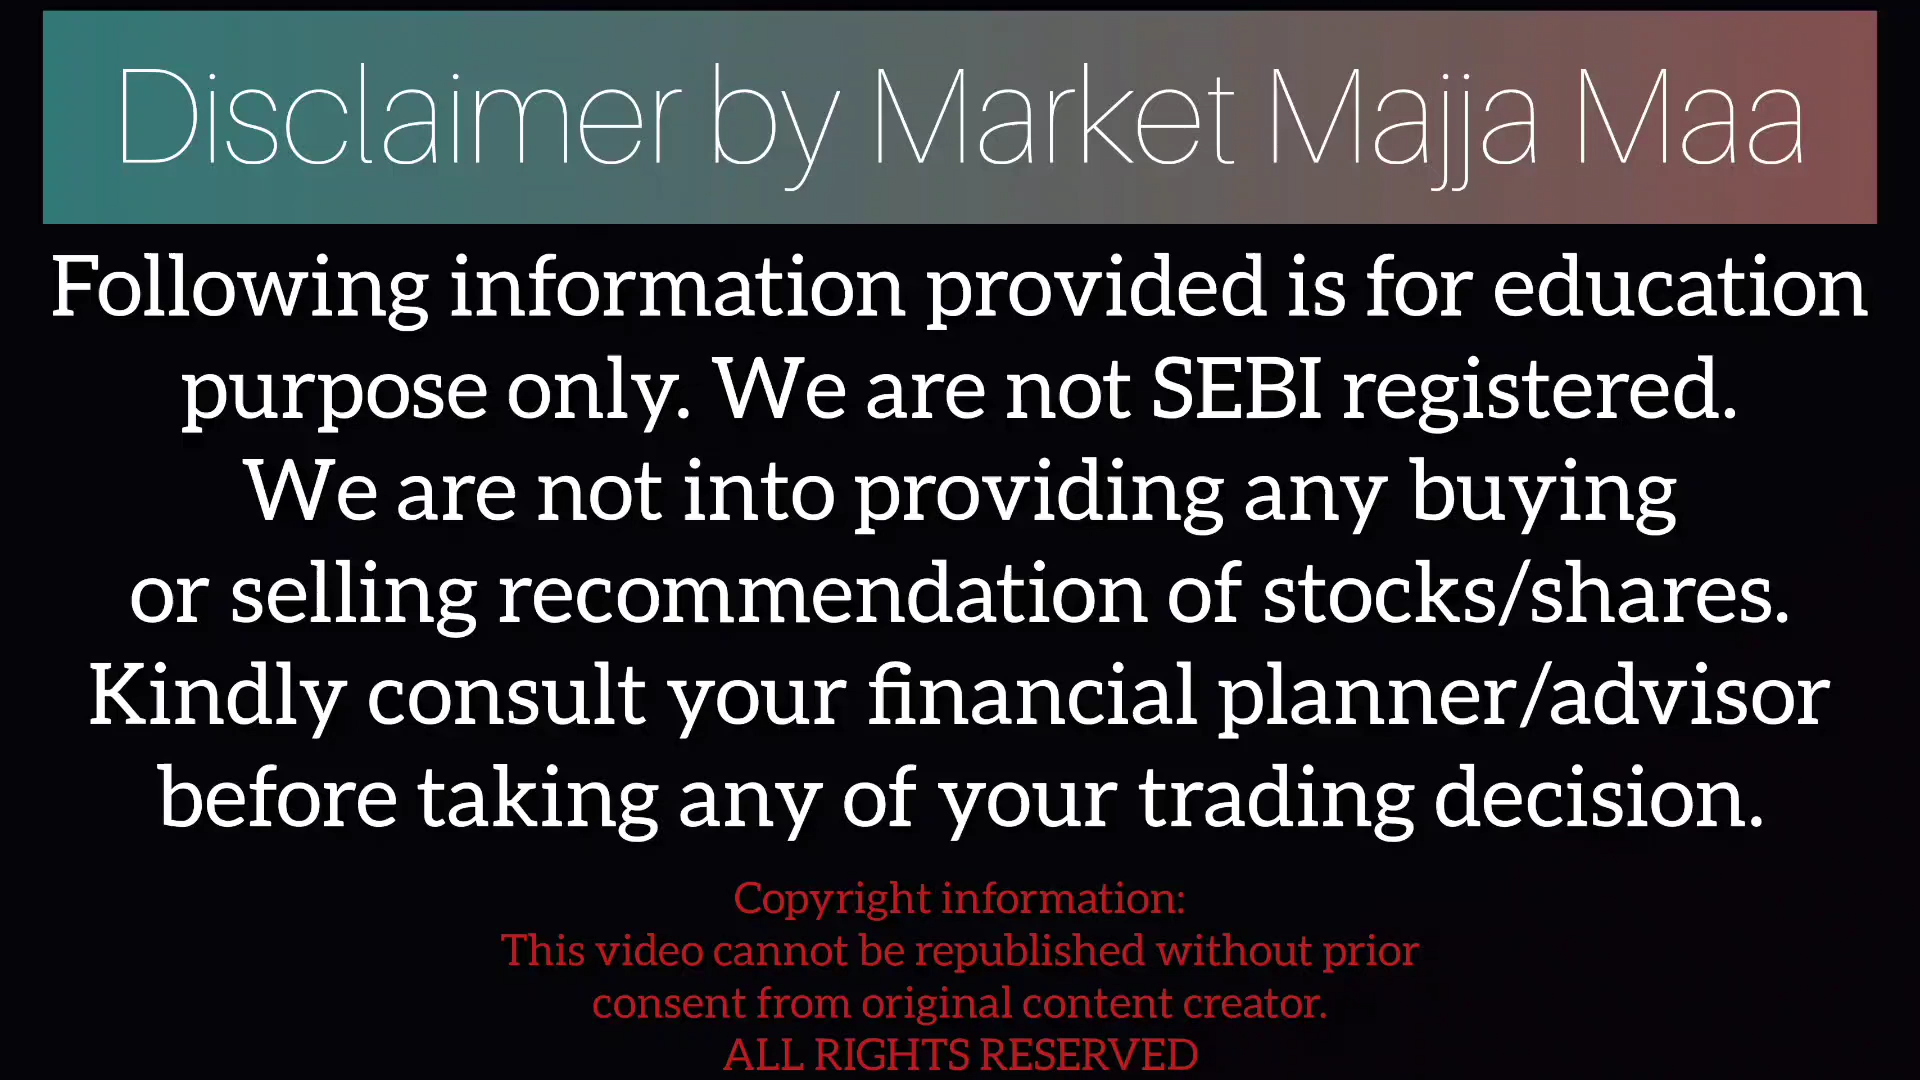 Disclaimer by Market Majja Maa
Following information provided is for education
purpose only. We are not SEBI registered.
We are not into providing any buying
or selling recommendation of stocks/shares.
Kindly consult your financial planner/advisor
before taking any of your trading decision.
Copyright information:
This video cannot be republished without prior
consent from original content creator.
ALL RIGHTS RESERVED